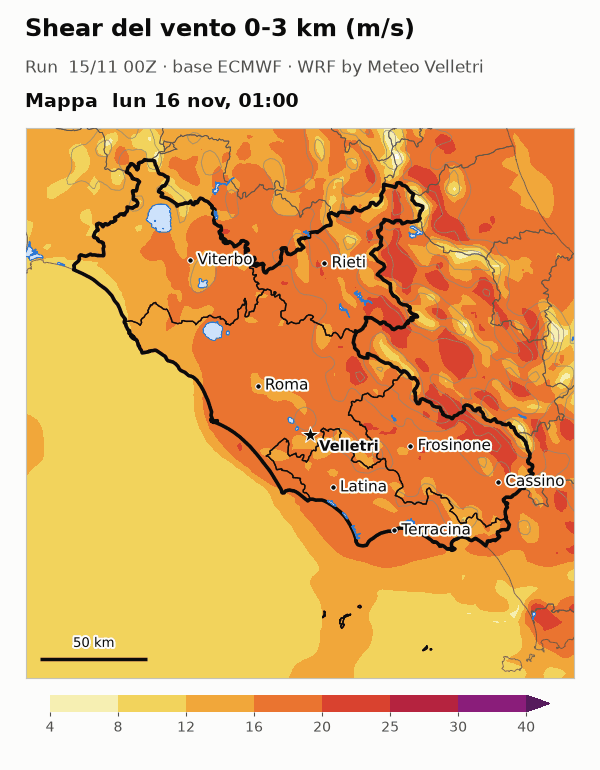 Shear del vento 0-3 km (m/s)
Run  15/11 00Z · base ECMWF · WRF by Meteo Velletri
Mappa  lun 16 nov, 01:00
Viterbo
Rieti
Roma
Velletri
Frosinone
Cassino
Latina
Terracina
50 km
4 8 12 16 20 25 30 40